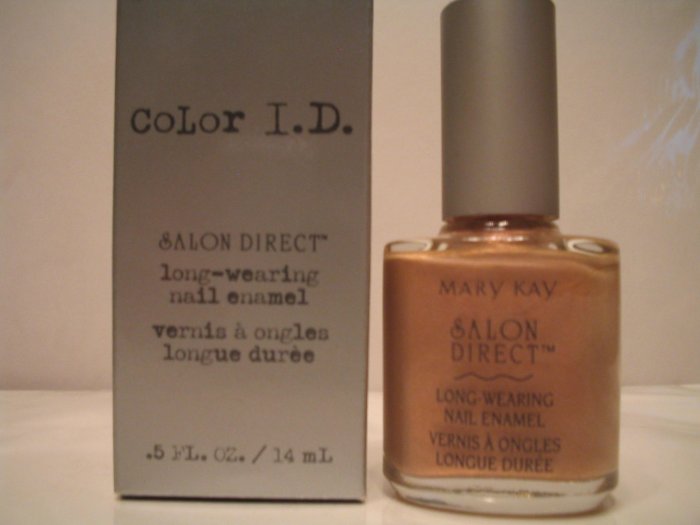 coLor I.D.
SALON DIRECT™
long-wearing
nail enamel
vernis à ongles
longue durèe
.5 FL. OZ. / 14 mL
MARY KAY
SALON
DIRECT™
LONG-WEARING
NAIL ENAMEL
VERNIS À ONGLES
LONGUE DURÉE